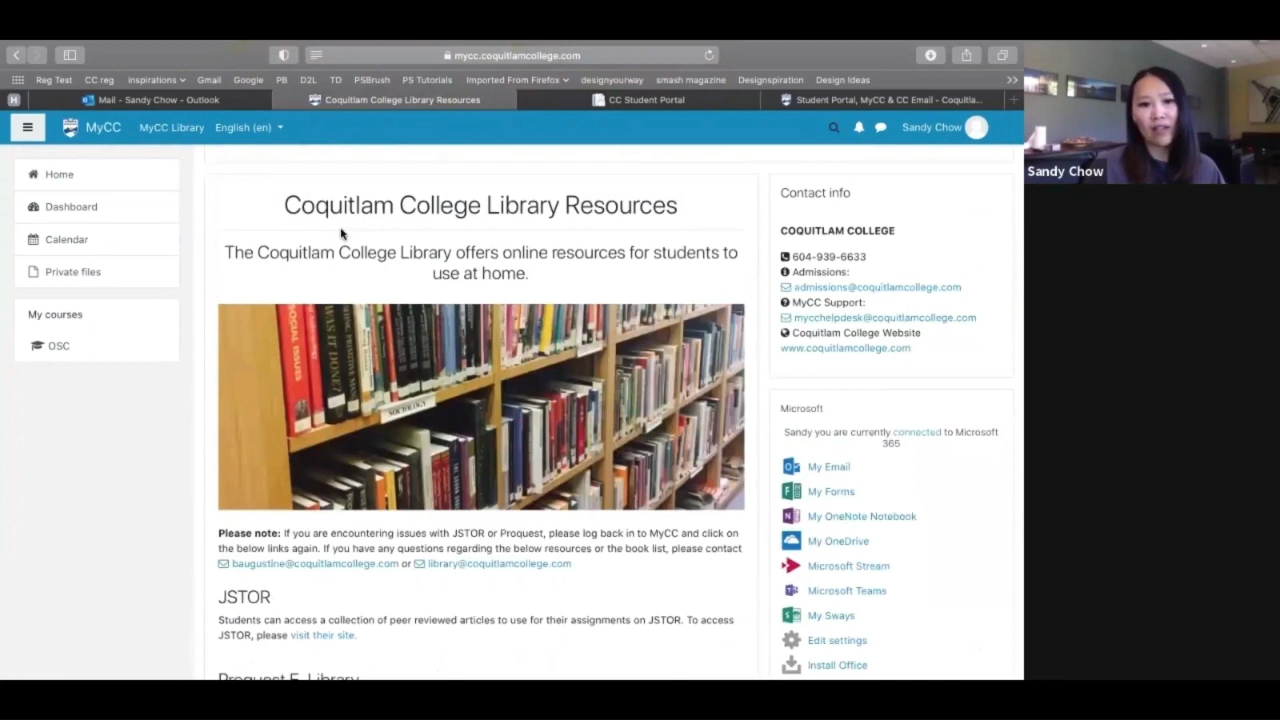 mycc.coquitlamcollege.com
Reg Test CC reg Inspirations Gmail Google PB D2L TD PSBrush PS Tutorials Imported From Firefox designyourway smash magazine Designspiration Design Ideas
H Mail - Sandy Chow - Outlook Coquitlam College Library Resources CC Student Portal Student Portal, MyCC & CC Email - Coquitla...
MyCC MyCC Library English (en) Sandy Chow
Sandy Chow
Home
Dashboard
Calendar
Private files
My courses
OSC
Coquitlam College Library Resources
The Coquitlam College Library offers online resources for students to
use at home.
SOCIAL ISSUES
WAS IT DONE?
SOCIOLOGY
Please note: If you are encountering issues with JSTOR or Proquest, please log back in to MyCC and click on
the below links again. If you have any questions regarding the below resources or the book list, please contact
baugustine@coquitlamcollege.com or library@coquitlamcollege.com
JSTOR
Students can access a collection of peer reviewed articles to use for their assignments on JSTOR. To access
JSTOR, please visit their site.
Proquest E-Library
Contact info
COQUITLAM COLLEGE
604-939-6633
Admissions:
admissions@coquitlamcollege.com
MyCC Support:
mycchelpdesk@coquitlamcollege.com
Coquitlam College Website
www.coquitlamcollege.com
Microsoft
Sandy you are currently connected to Microsoft
365
My Email
My Forms
My OneNote Notebook
My OneDrive
Microsoft Stream
Microsoft Teams
My Sways
Edit settings
Install Office